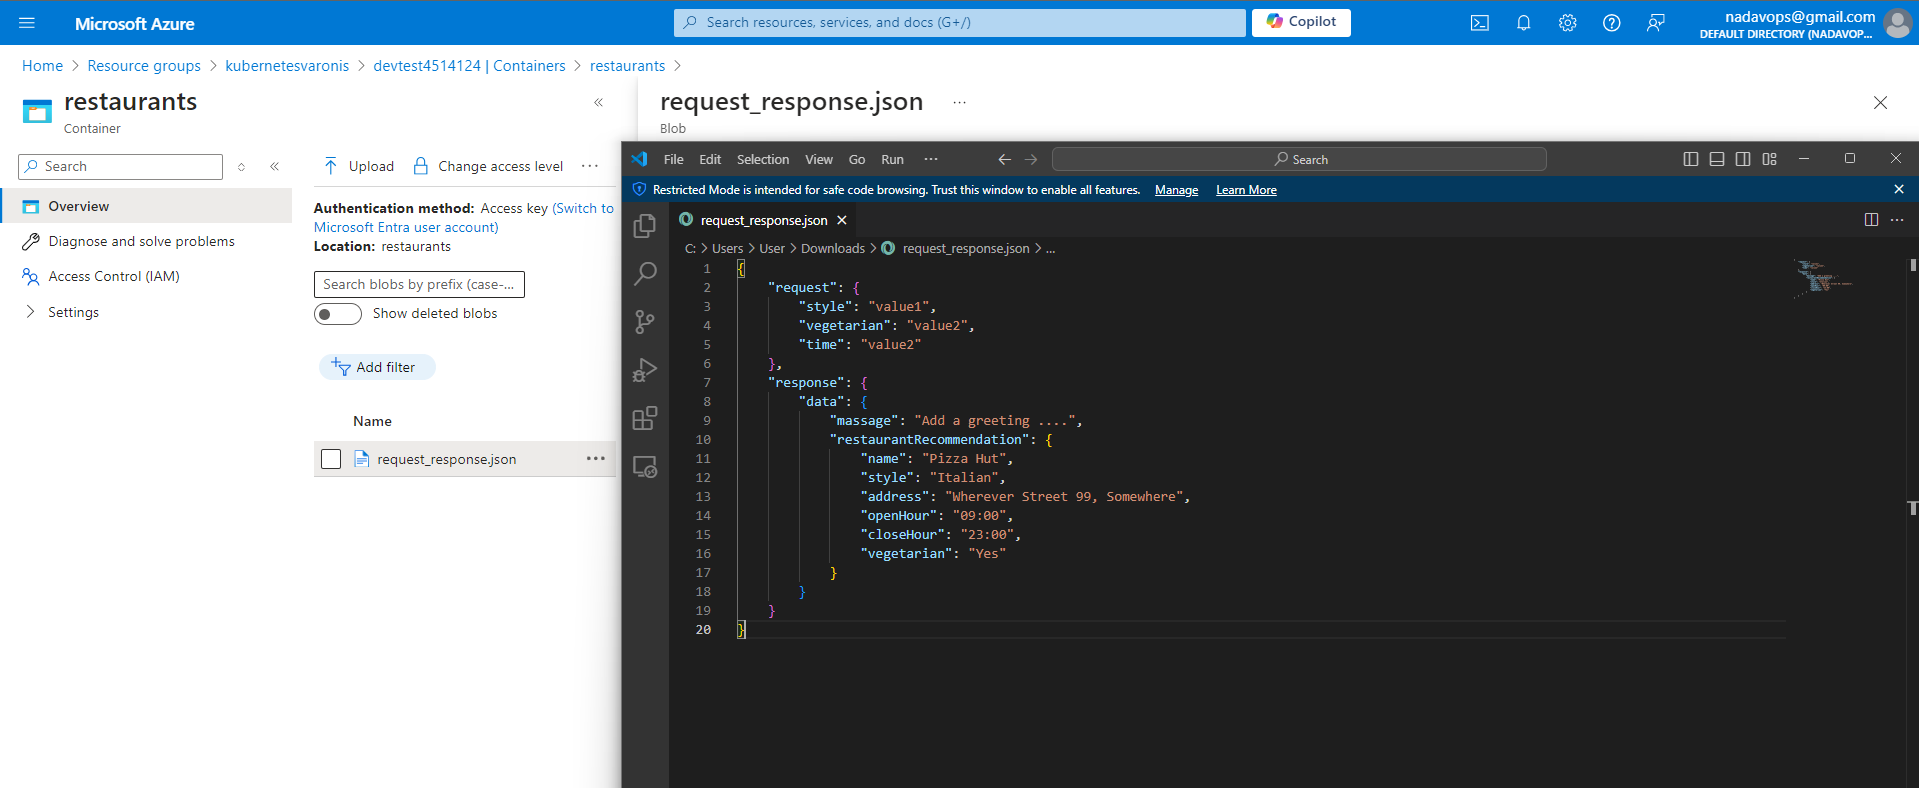 Microsoft Azure
Search resources, services, and docs (G+/)
Copilot
nadavops@gmail.com
DEFAULT DIRECTORY (NADAVOP...
Home > Resource groups > kubernetesvaronis > devtest4514124 | Containers > restaurants >
restaurants
Container
Search
Overview
Diagnose and solve problems
Access Control (IAM)
Settings
Upload
Change access level
Authentication method: Access key (Switch to
Microsoft Entra user account)
Location: restaurants
Search blobs by prefix (case-...
Show deleted blobs
Add filter
Name
request_response.json
request_response.json
Blob
File Edit Selection View Go Run
Search
Restricted Mode is intended for safe code browsing. Trust this window to enable all features. Manage Learn More
request_response.json
C: > Users > User > Downloads > request_response.json > ...
1 {
2 "request": {
3 "style": "value1",
4 "vegetarian": "value2",
5 "time": "value2"
6 },
7 "response": {
8 "data": {
9 "massage": "Add a greeting ....",
10 "restaurantRecommendation": {
11 "name": "Pizza Hut",
12 "style": "Italian",
13 "address": "Wherever Street 99, Somewhere",
14 "openHour": "09:00",
15 "closeHour": "23:00",
16 "vegetarian": "Yes"
17 }
18 }
19 }
20 }